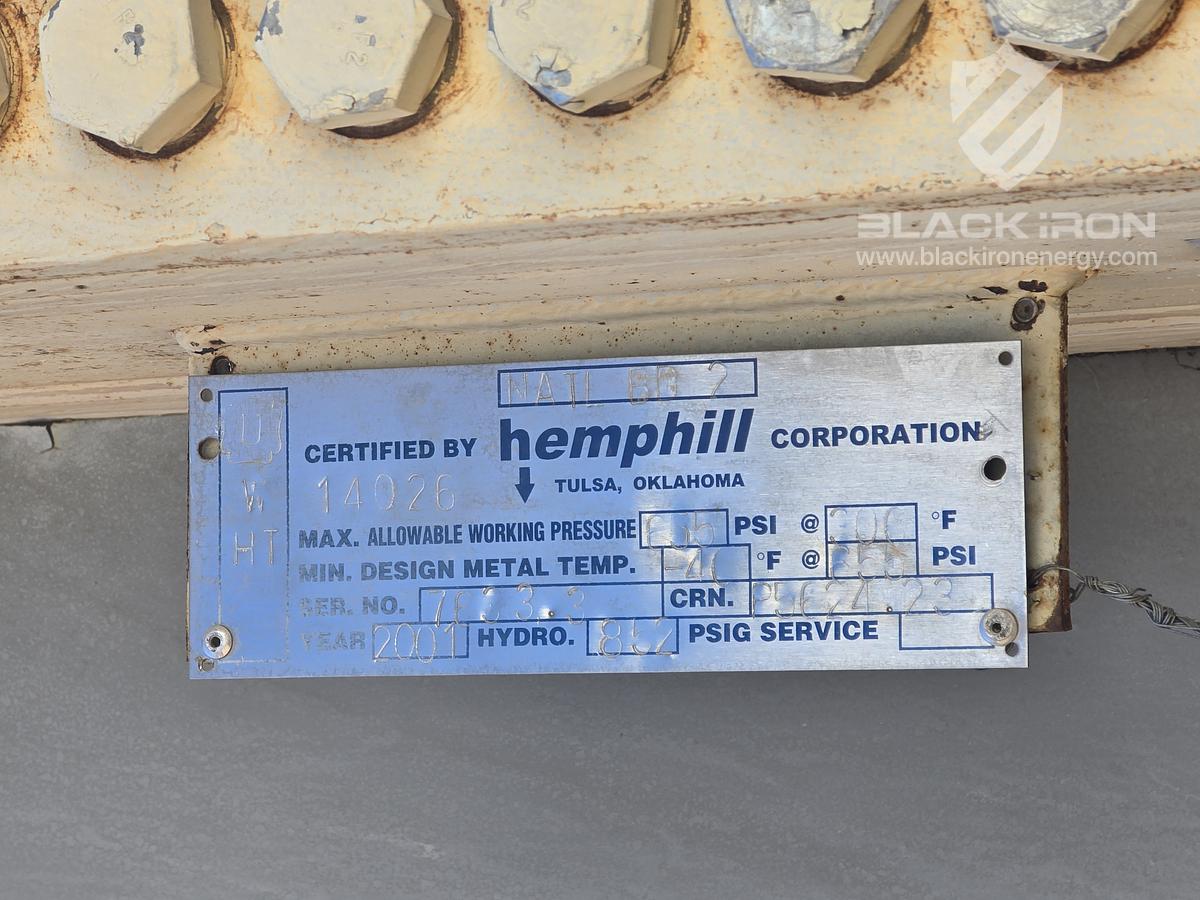 BLACK IRON
www.blackironenergy.com
NATL BD 2
U
CERTIFIED BY hemphill CORPORATION
W 14026 TULSA, OKLAHOMA
MAX. ALLOWABLE WORKING PRESSURE PSI @ °F
HT
MIN. DESIGN METAL TEMP. °F @ PSI
SER. NO. CRN.
YEAR 2001 HYDRO. 852 PSIG SERVICE